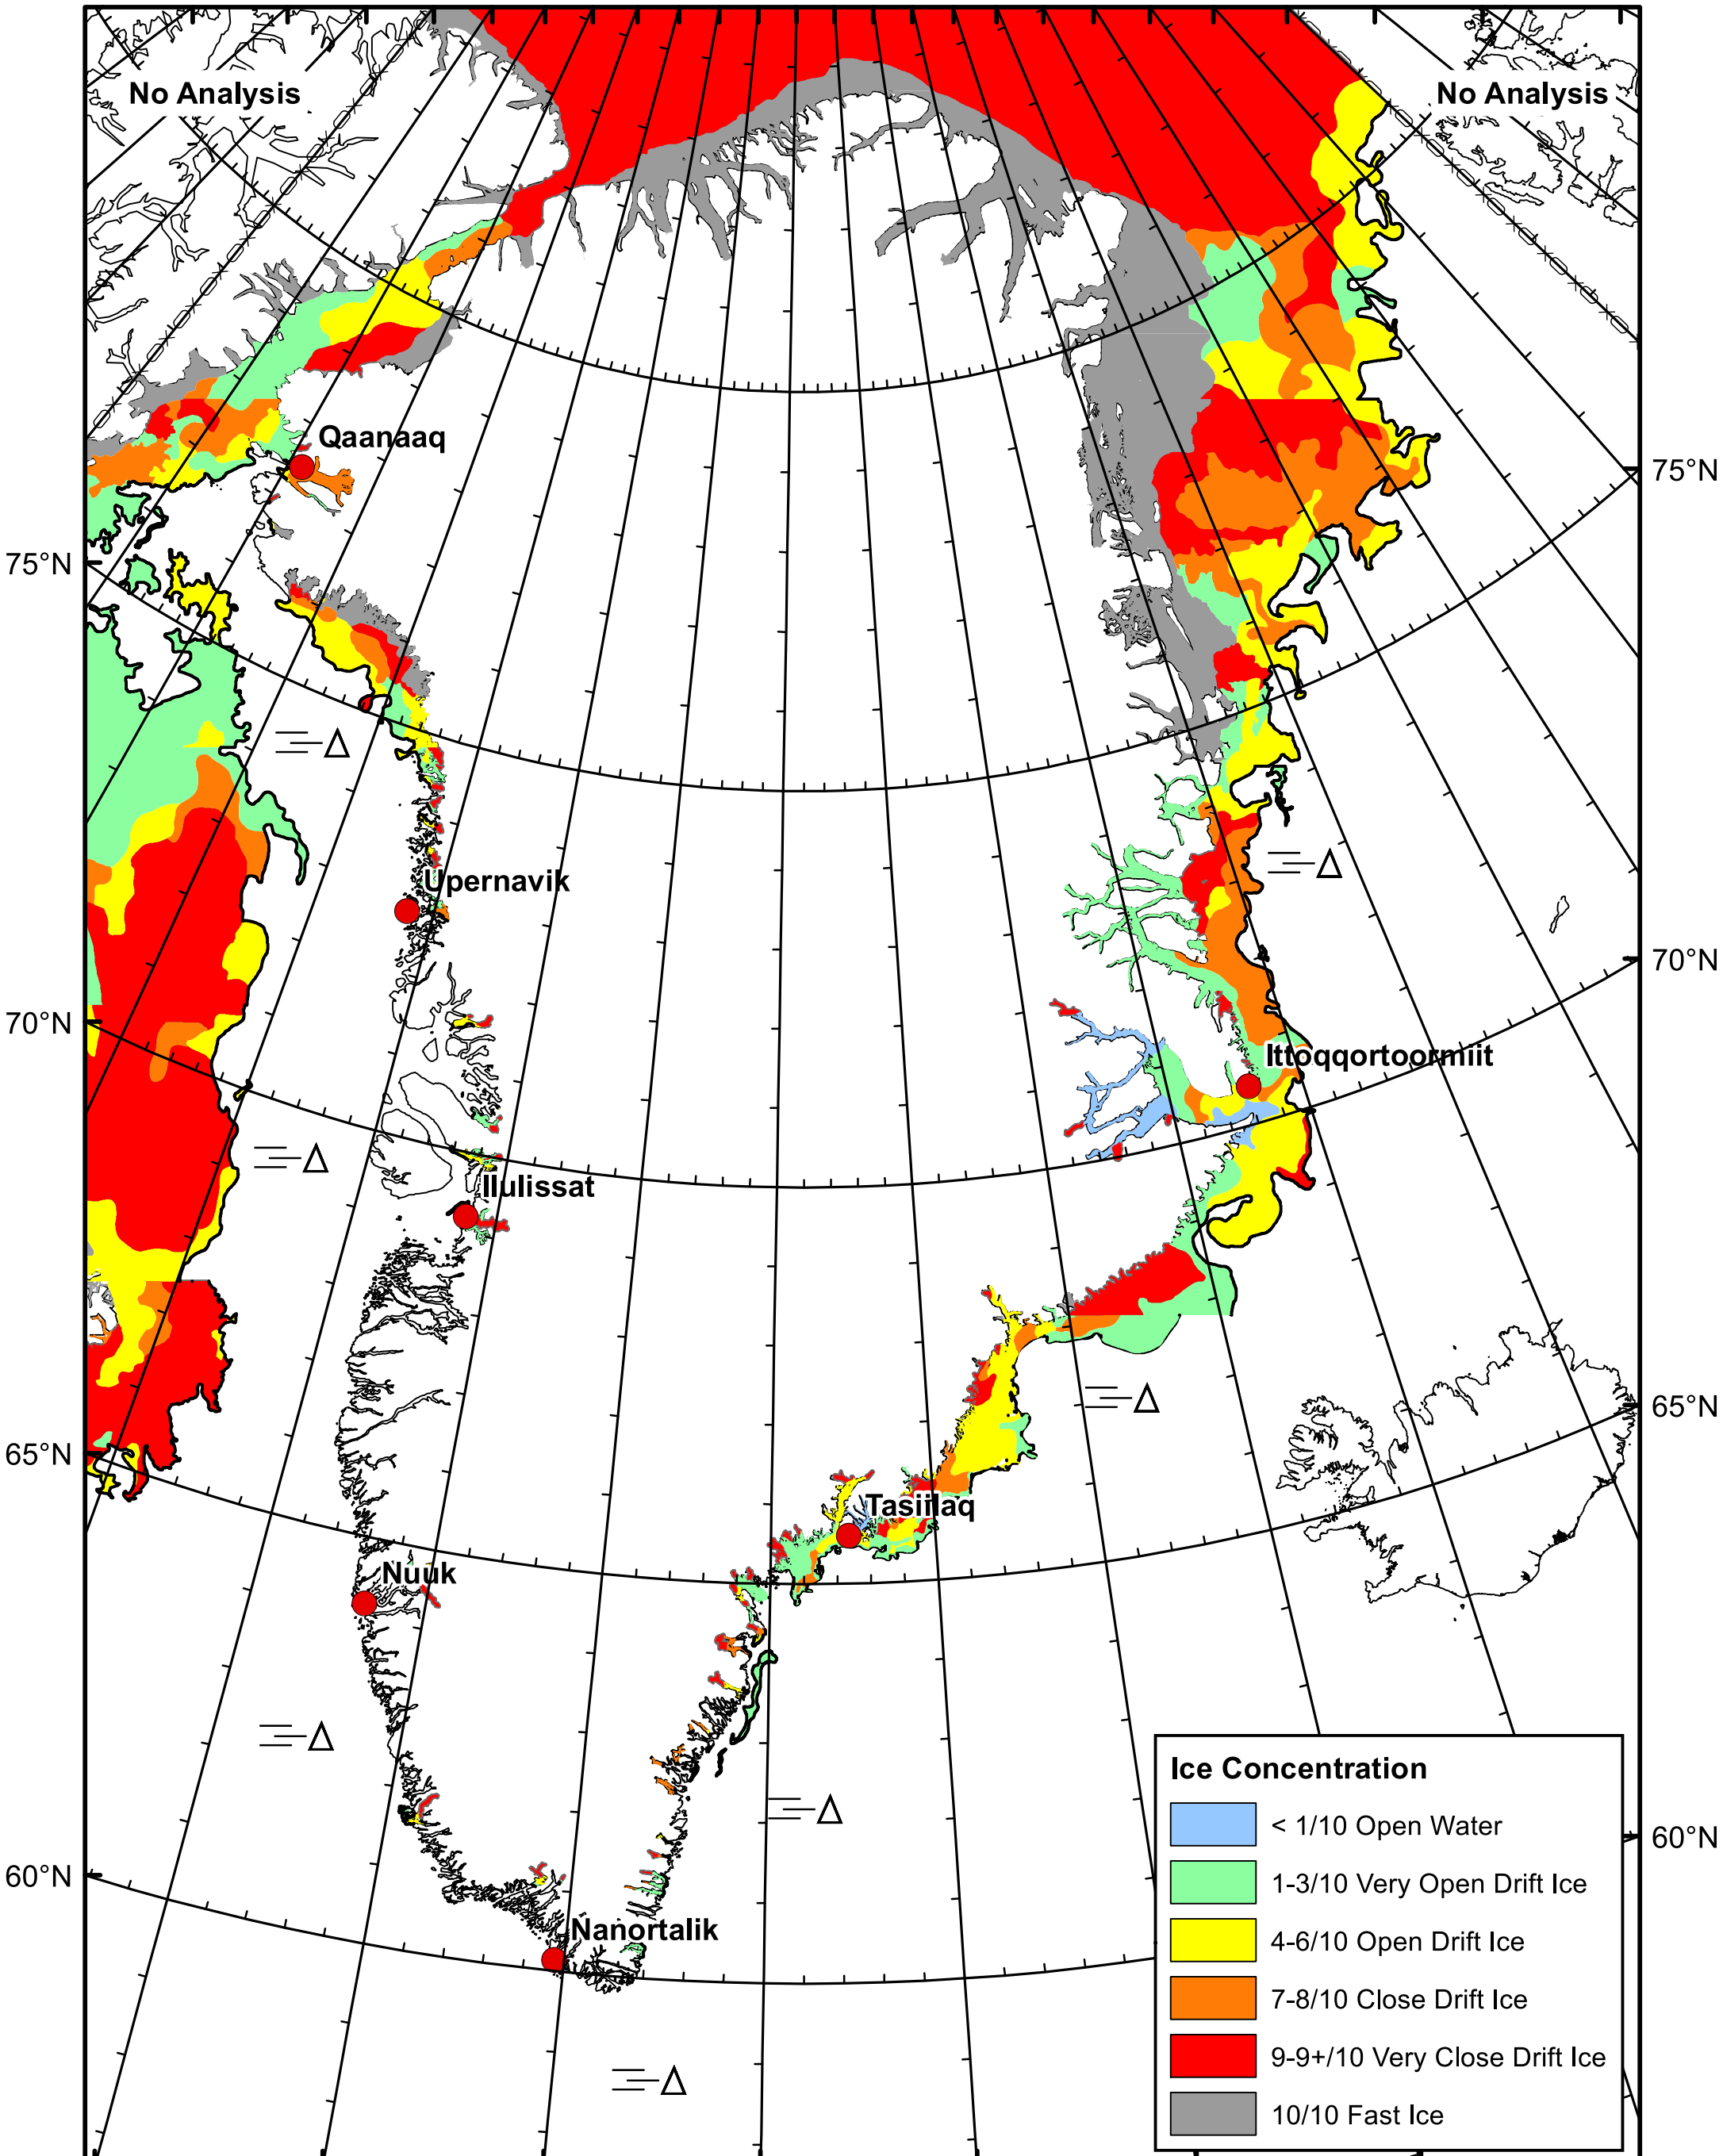 No Analysis
No Analysis
Qaanaaq
75°N
75°N
Upernavik
70°N
70°N
Ittoqqortoormiit
Ilulissat
65°N
65°N
Tasiilaq
Nuuk
60°N
60°N
Nanortalik
Ice Concentration
< 1/10 Open Water
1-3/10 Very Open Drift Ice
4-6/10 Open Drift Ice
7-8/10 Close Drift Ice
9-9+/10 Very Close Drift Ice
10/10 Fast Ice